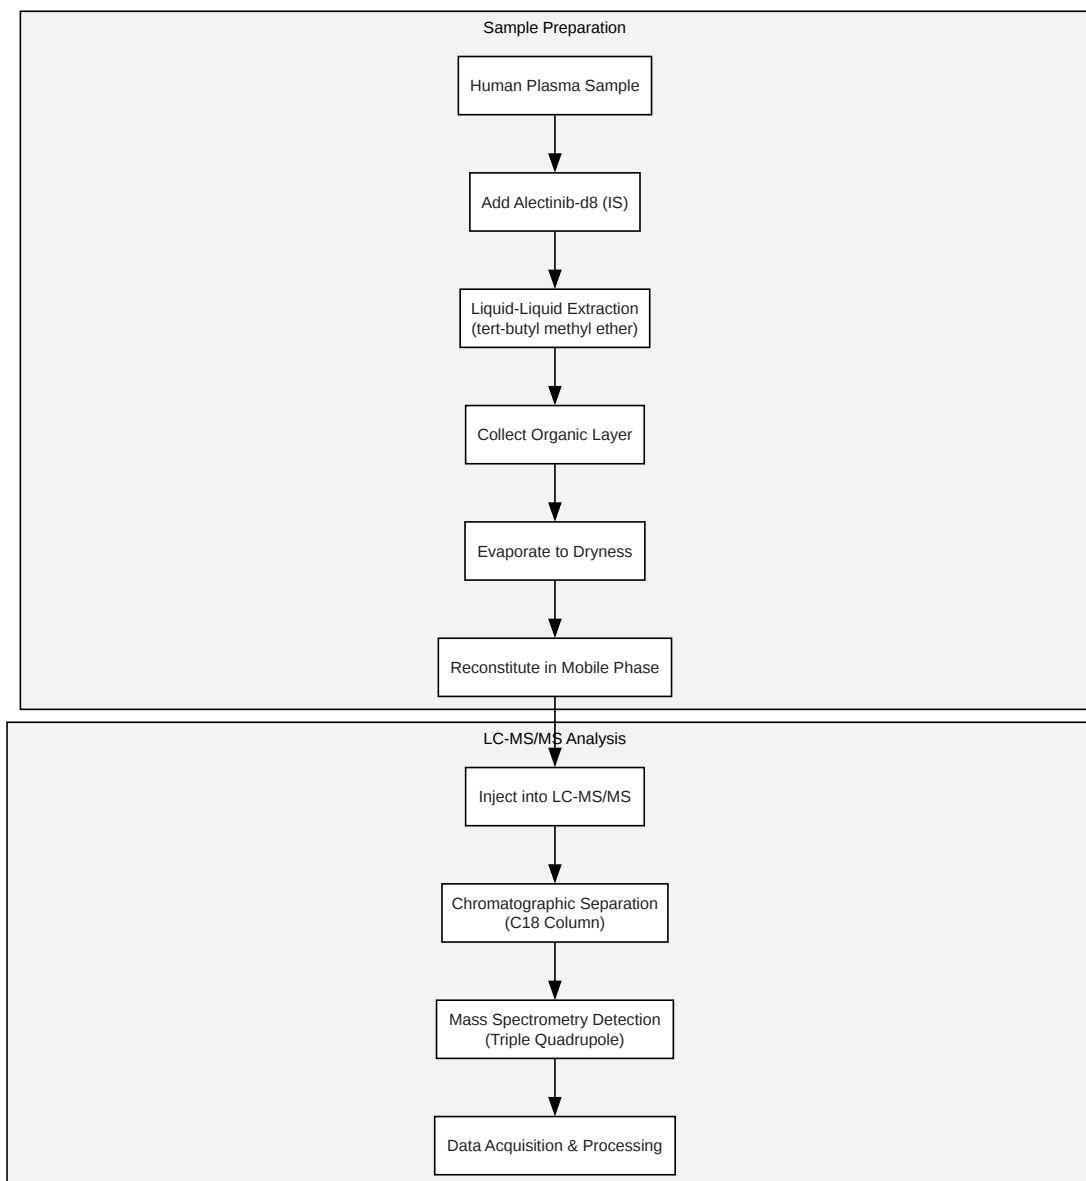 Sample Preparation
Human Plasma Sample
Add Alectinib-d8 (IS)
Liquid-Liquid Extraction
(tert-butyl methyl ether)
Collect Organic Layer
Evaporate to Dryness
Reconstitute in Mobile Phase
LC-MS/MS Analysis
Inject into LC-MS/MS
Chromatographic Separation
(C18 Column)
Mass Spectrometry Detection
(Triple Quadrupole)
Data Acquisition & Processing